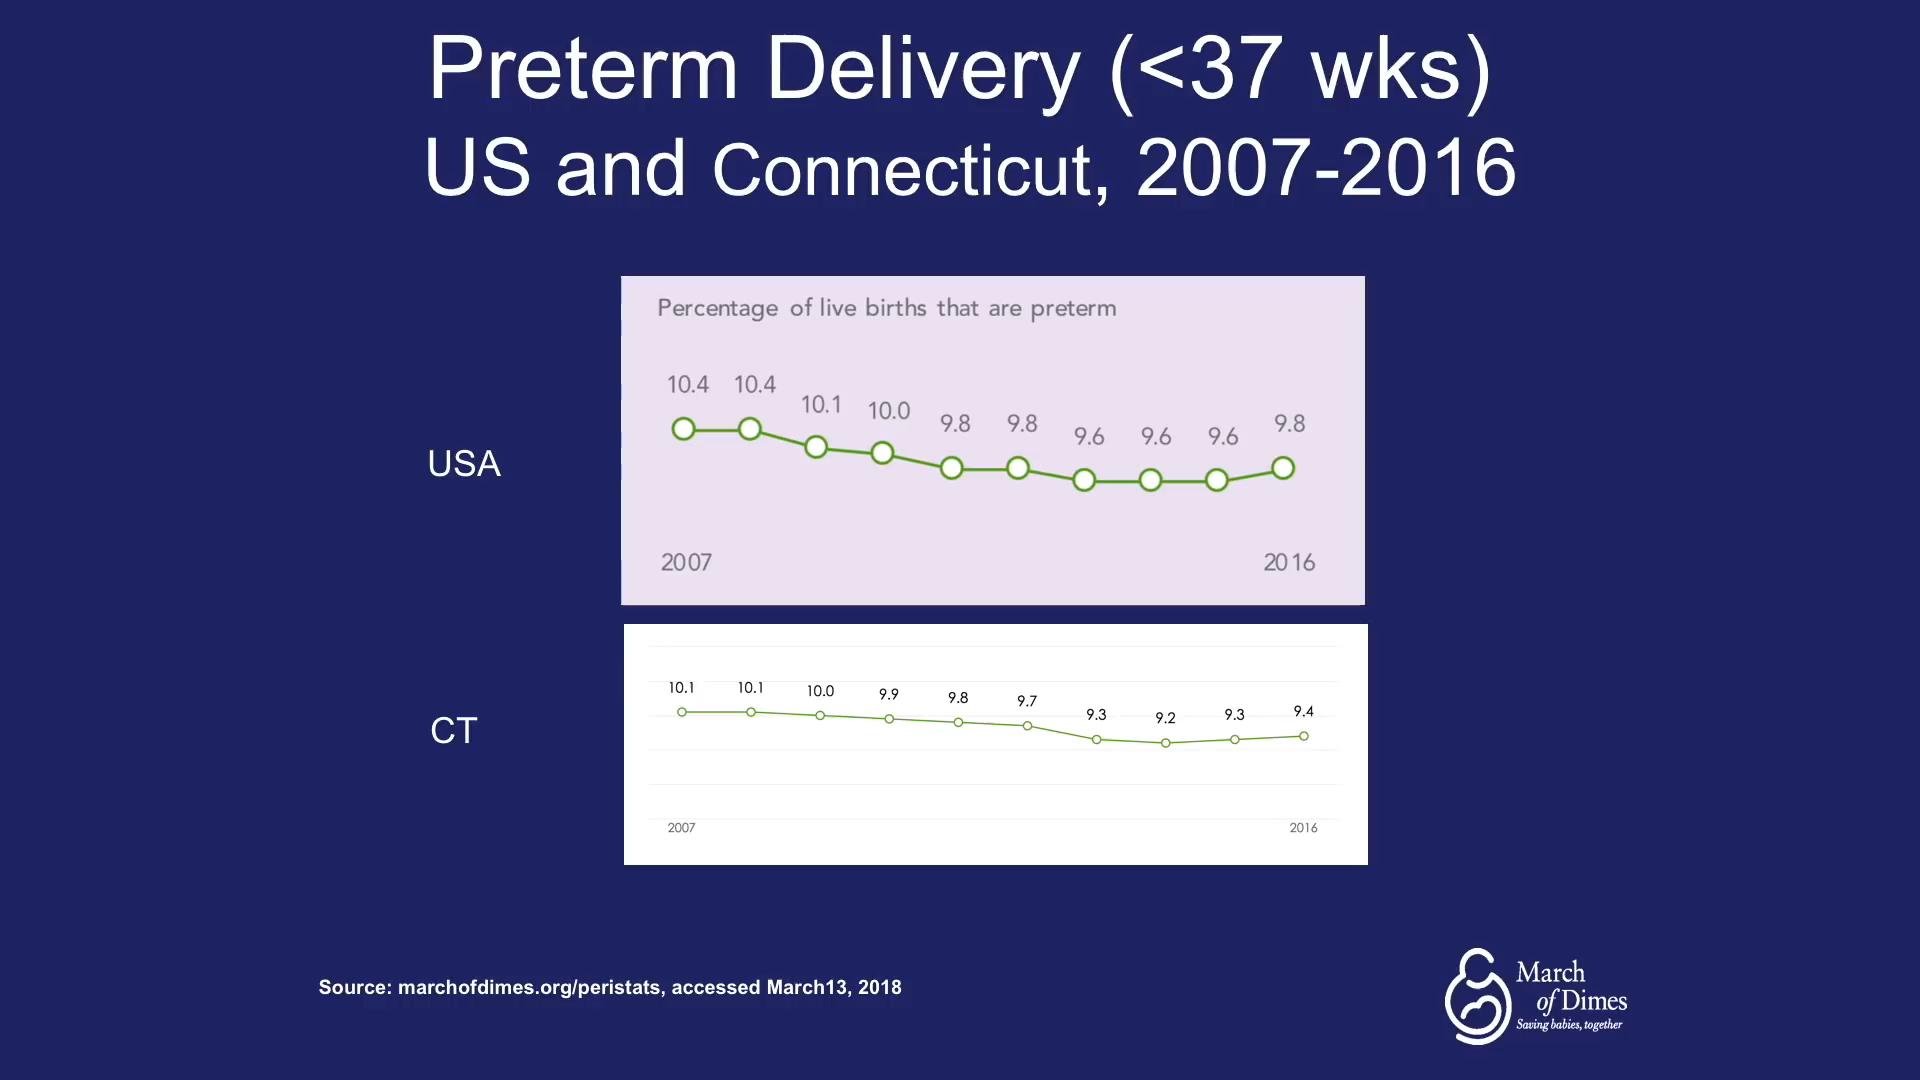 Preterm Delivery (<37 wks)
US and Connecticut, 2007-2016
Percentage of live births that are preterm
10.4 10.4 10.1 10.0 9.8 9.8 9.6 9.6 9.6 9.8
USA
2007 2016
10.1 10.1 10.0 9.9 9.8 9.7 9.3 9.2 9.3 9.4
CT
2007 2016
Source: marchofdimes.org/peristats, accessed March13, 2018
March
of Dimes
Saving babies, together